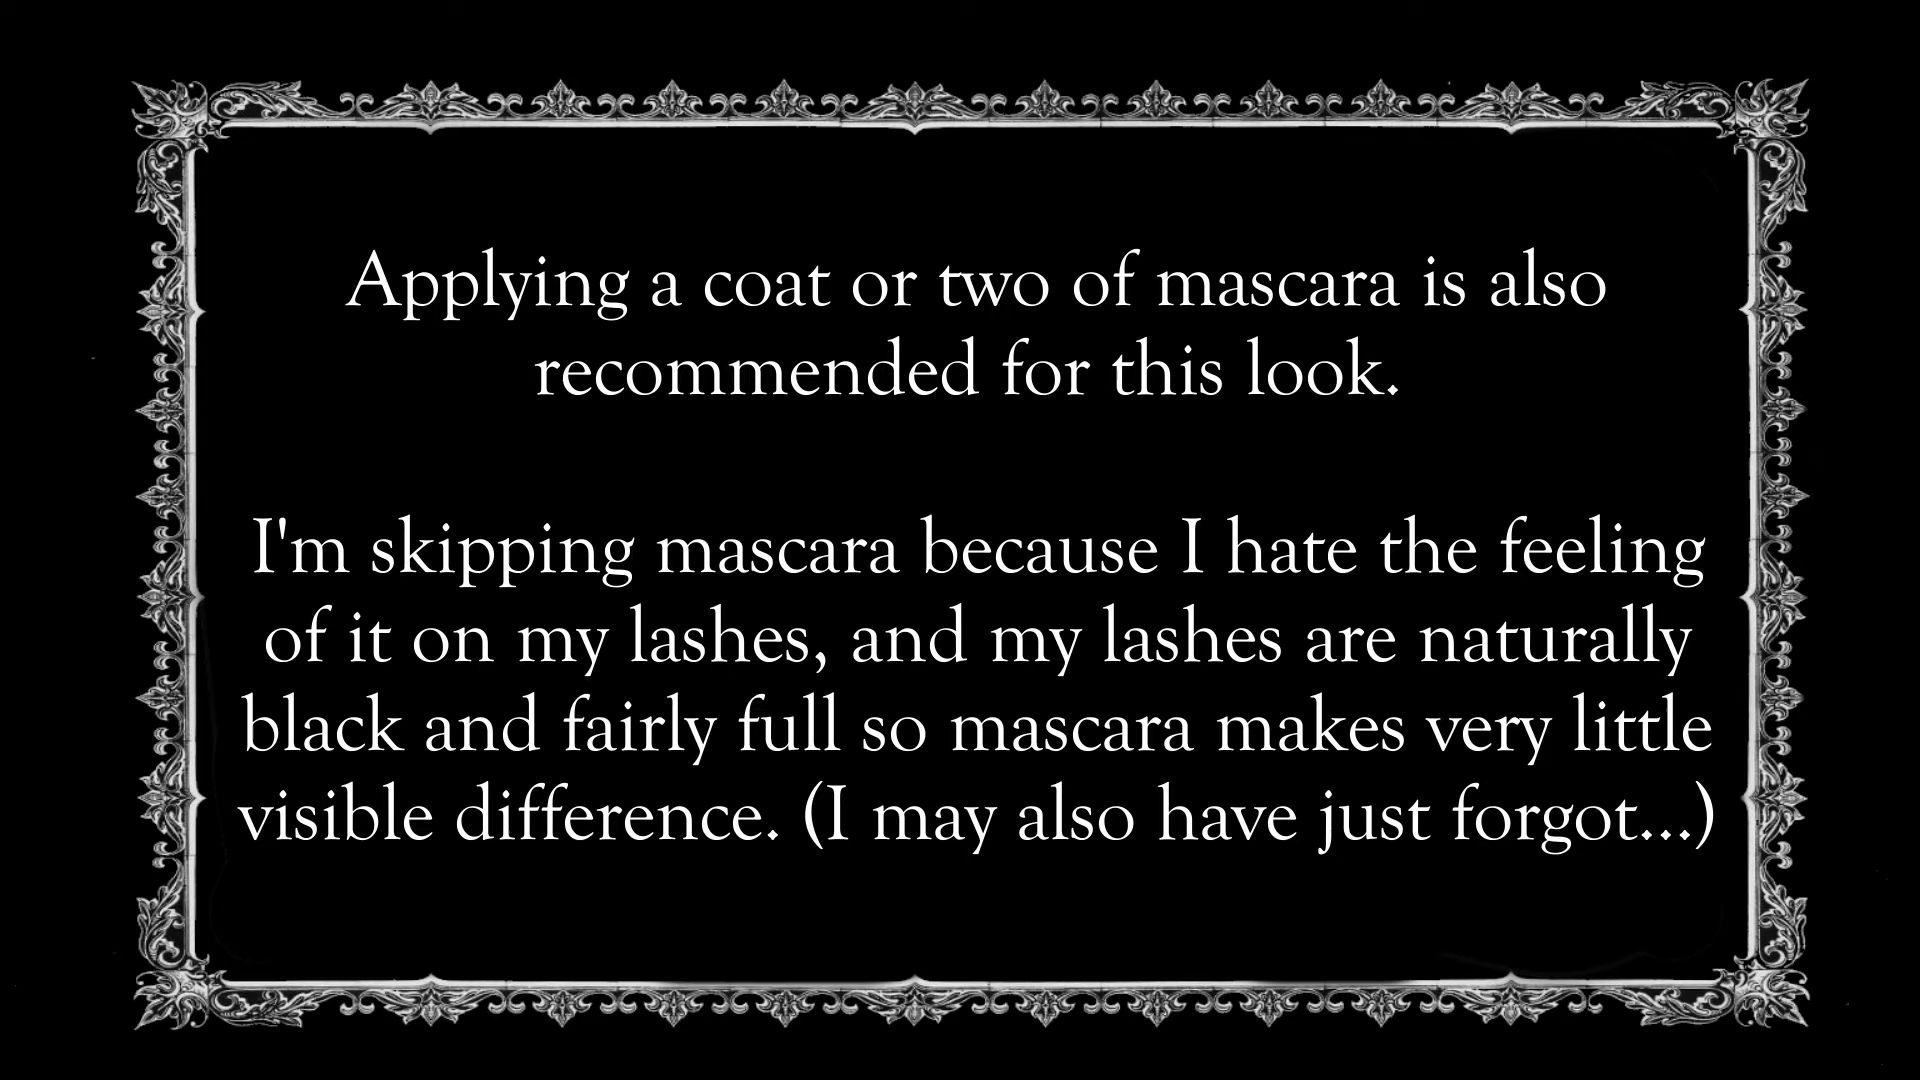 Applying a coat or two of mascara is also
recommended for this look.
I'm skipping mascara because I hate the feeling
of it on my lashes, and my lashes are naturally
black and fairly full so mascara makes very little
visible difference. (I may also have just forgot...)